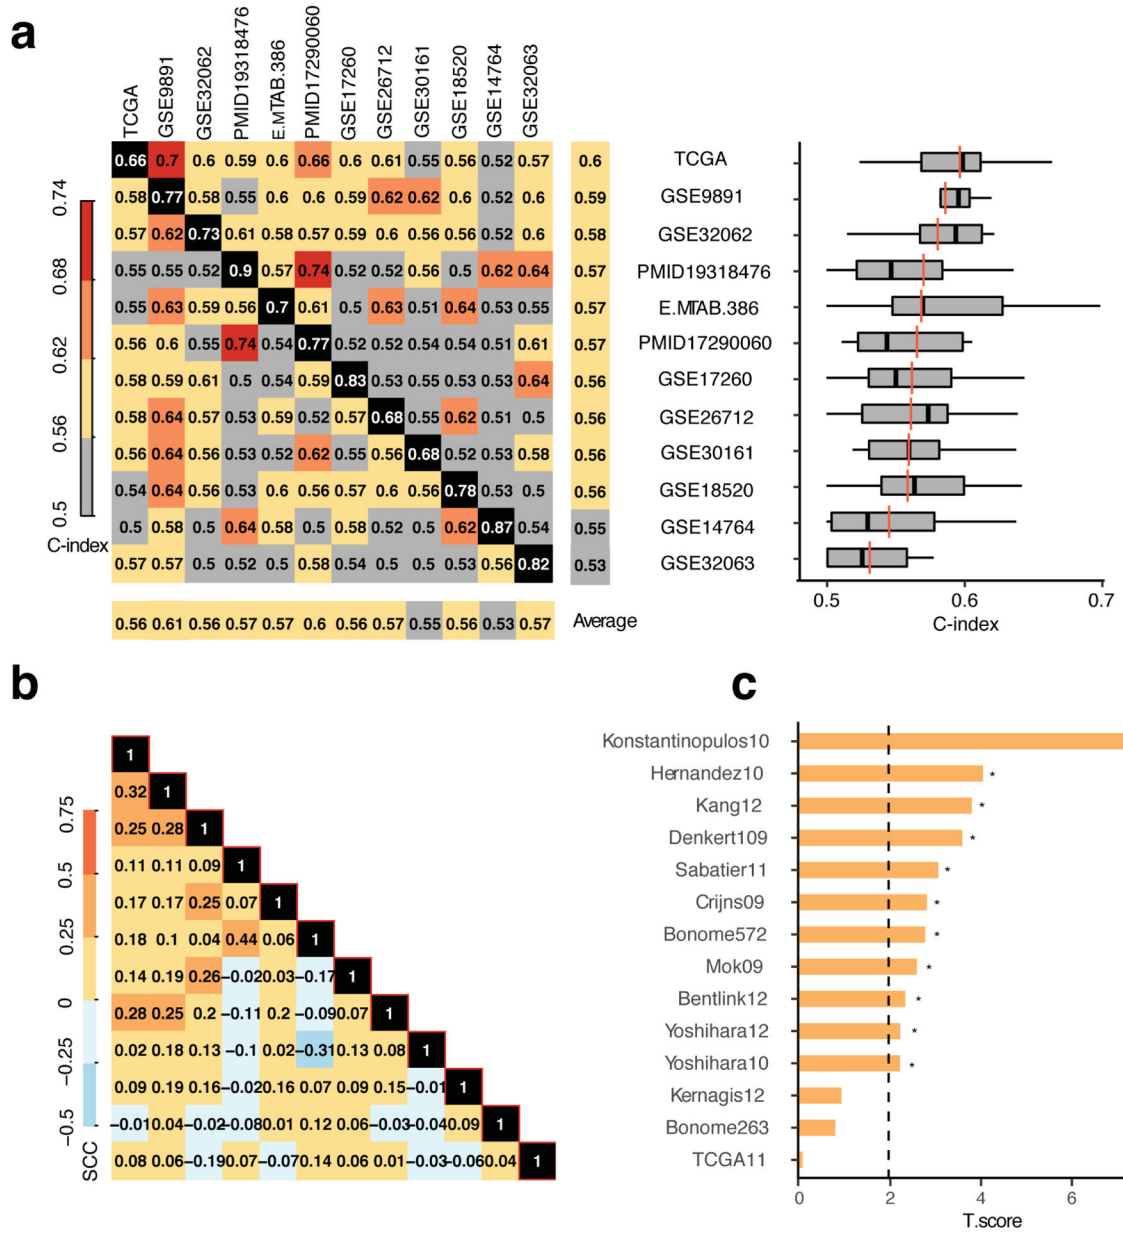 a
TCGA GSE9891 GSE32062 PMID19318476 E.MTAB.386 PMID17290060 GSE17260 GSE26712 GSE30161 GSE18520 GSE14764 GSE32063
0.66 0.7 0.6 0.59 0.6 0.66 0.6 0.61 0.55 0.56 0.52 0.57 0.6 TCGA
0.58 0.77 0.58 0.55 0.6 0.6 0.59 0.62 0.62 0.6 0.52 0.6 0.59 GSE9891
0.57 0.62 0.73 0.61 0.58 0.57 0.59 0.6 0.56 0.56 0.52 0.6 0.58 GSE32062
0.55 0.55 0.52 0.9 0.57 0.74 0.52 0.52 0.56 0.5 0.62 0.64 0.57 PMID19318476
0.55 0.63 0.59 0.56 0.7 0.61 0.5 0.63 0.51 0.64 0.53 0.55 0.57 E.MTAB.386
0.56 0.6 0.55 0.74 0.54 0.77 0.52 0.52 0.54 0.54 0.51 0.61 0.57 PMID17290060
0.58 0.59 0.61 0.5 0.54 0.59 0.83 0.53 0.55 0.53 0.53 0.64 0.56 GSE17260
0.58 0.64 0.57 0.53 0.59 0.52 0.57 0.68 0.55 0.62 0.51 0.5 0.56 GSE26712
0.56 0.64 0.56 0.53 0.52 0.62 0.55 0.56 0.68 0.52 0.53 0.58 0.56 GSE30161
0.54 0.64 0.56 0.53 0.6 0.56 0.57 0.6 0.56 0.78 0.53 0.5 0.56 GSE18520
0.5 0.58 0.5 0.64 0.58 0.5 0.58 0.52 0.5 0.62 0.87 0.54 0.55 GSE14764
0.57 0.57 0.5 0.52 0.5 0.58 0.54 0.5 0.5 0.53 0.56 0.82 0.53 GSE32063
0.56 0.61 0.56 0.57 0.57 0.6 0.56 0.57 0.55 0.56 0.53 0.57 Average
0.74
0.68
0.62
0.56
0.5
C-index
0.5 0.6 0.7
C-index
b
1
0.32 1
0.25 0.28 1
0.11 0.11 0.09 1
0.17 0.17 0.25 0.07 1
0.18 0.1 0.04 0.44 0.06 1
0.14 0.19 0.26 −0.02 0.03 −0.17 1
0.28 0.25 0.2 −0.11 0.2 −0.09 0.07 1
0.02 0.18 0.13 −0.1 0.02 −0.31 0.13 0.08 1
0.09 0.19 0.16 −0.02 0.16 0.07 0.09 0.15 −0.01 1
−0.01 0.04 −0.02 −0.08 0.01 0.12 0.06 −0.03 −0.04 0.09 1
0.08 0.06 −0.19 0.07 −0.07 0.14 0.06 0.01 −0.03 −0.06 0.04 1
0.75
0.5
0.25
0
−0.25
−0.5
SCC
c
Konstantinopulos10
Hernandez10 *
Kang12 *
Denkert109 *
Sabatier11 *
Crijns09 *
Bonome572 *
Mok09 *
Bentlink12 *
Yoshihara12 *
Yoshihara10 *
Kernagis12
Bonome263
TCGA11
0 2 4 6
T.score